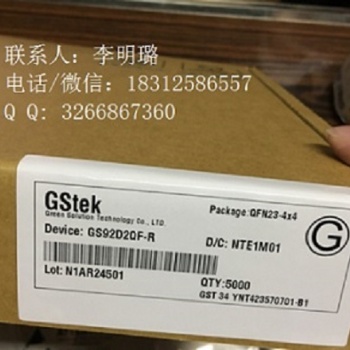 联系人：李明璐
电话/微信：18312586557
Q Q: 3266867360
GStek
Green Solution Technology Co., LTD.
Package:QFN23-4x4
Device: GS92D2QF-R
D/C: NTE1M01
G
Lot: N1AR24501
QTY:5000
GST 34 YNT423570701-B1